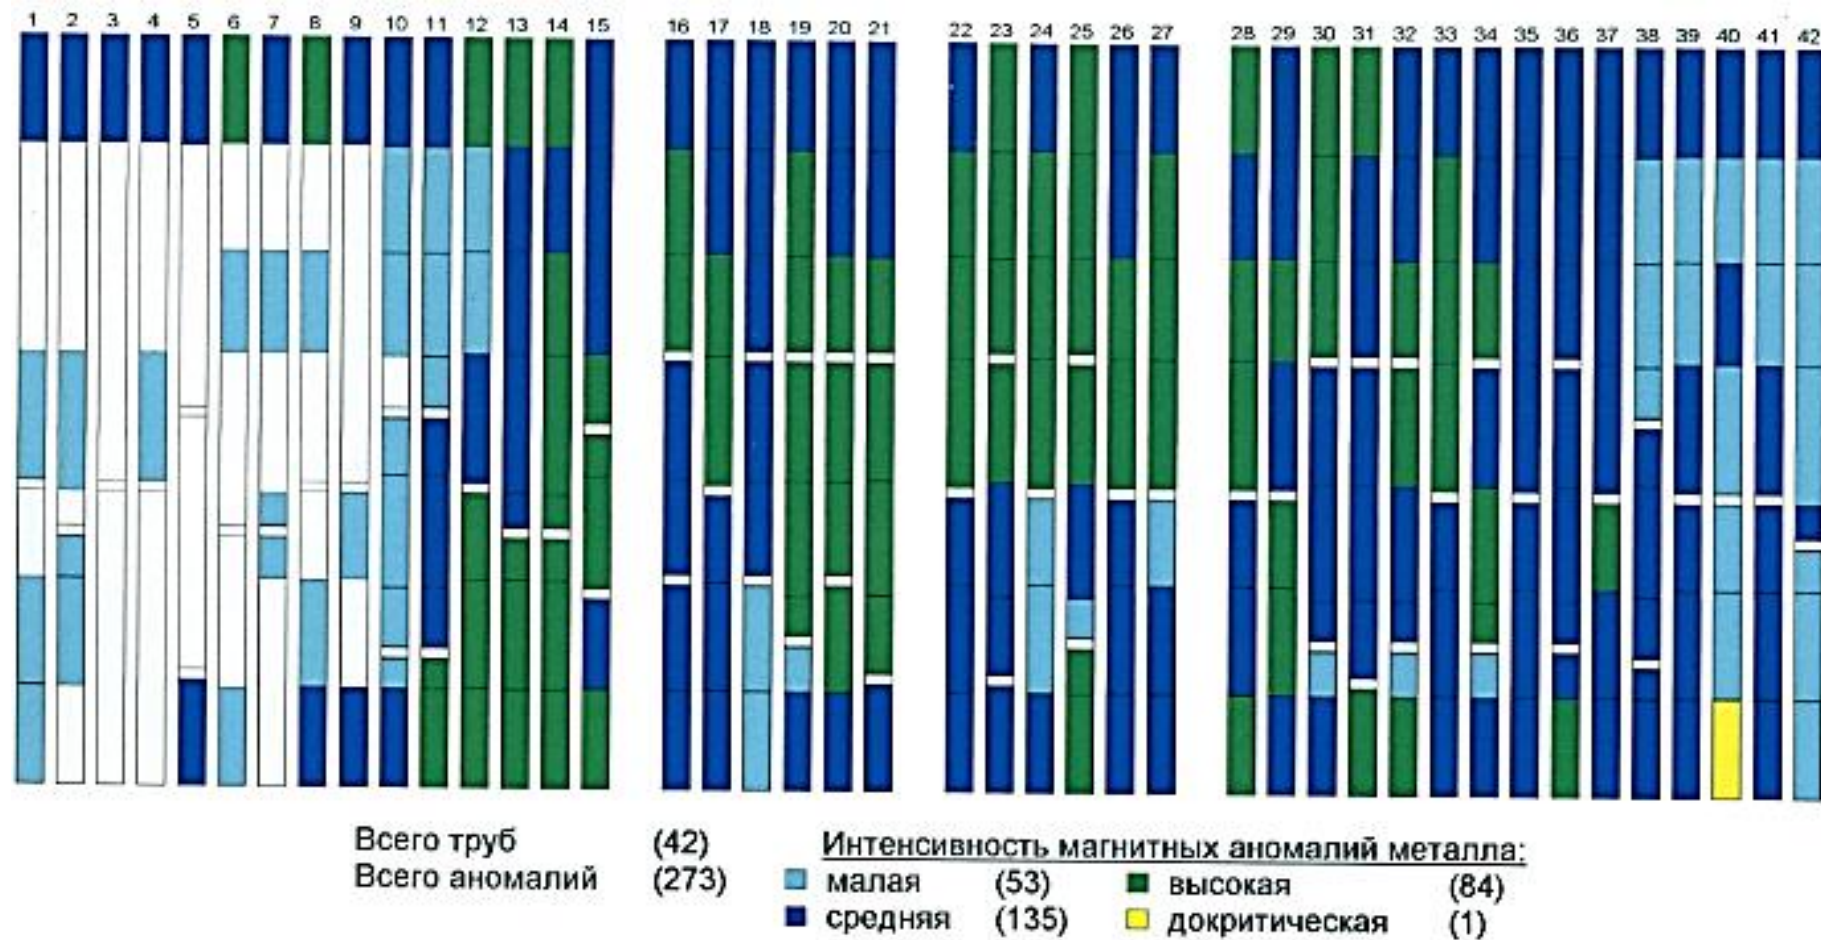 1 2 3 4 5 6 7 8 9 10 11 12 13 14 15 16 17 18 19 20 21 22 23 24 25 26 27 28 29 30 31 32 33 34 35 36 37 38 39 40 41 42
Всего труб (42) Интенсивность магнитных аномалий металла:
Всего аномалий (273) малая (53) высокая (84)
средняя (135) докритическая (1)